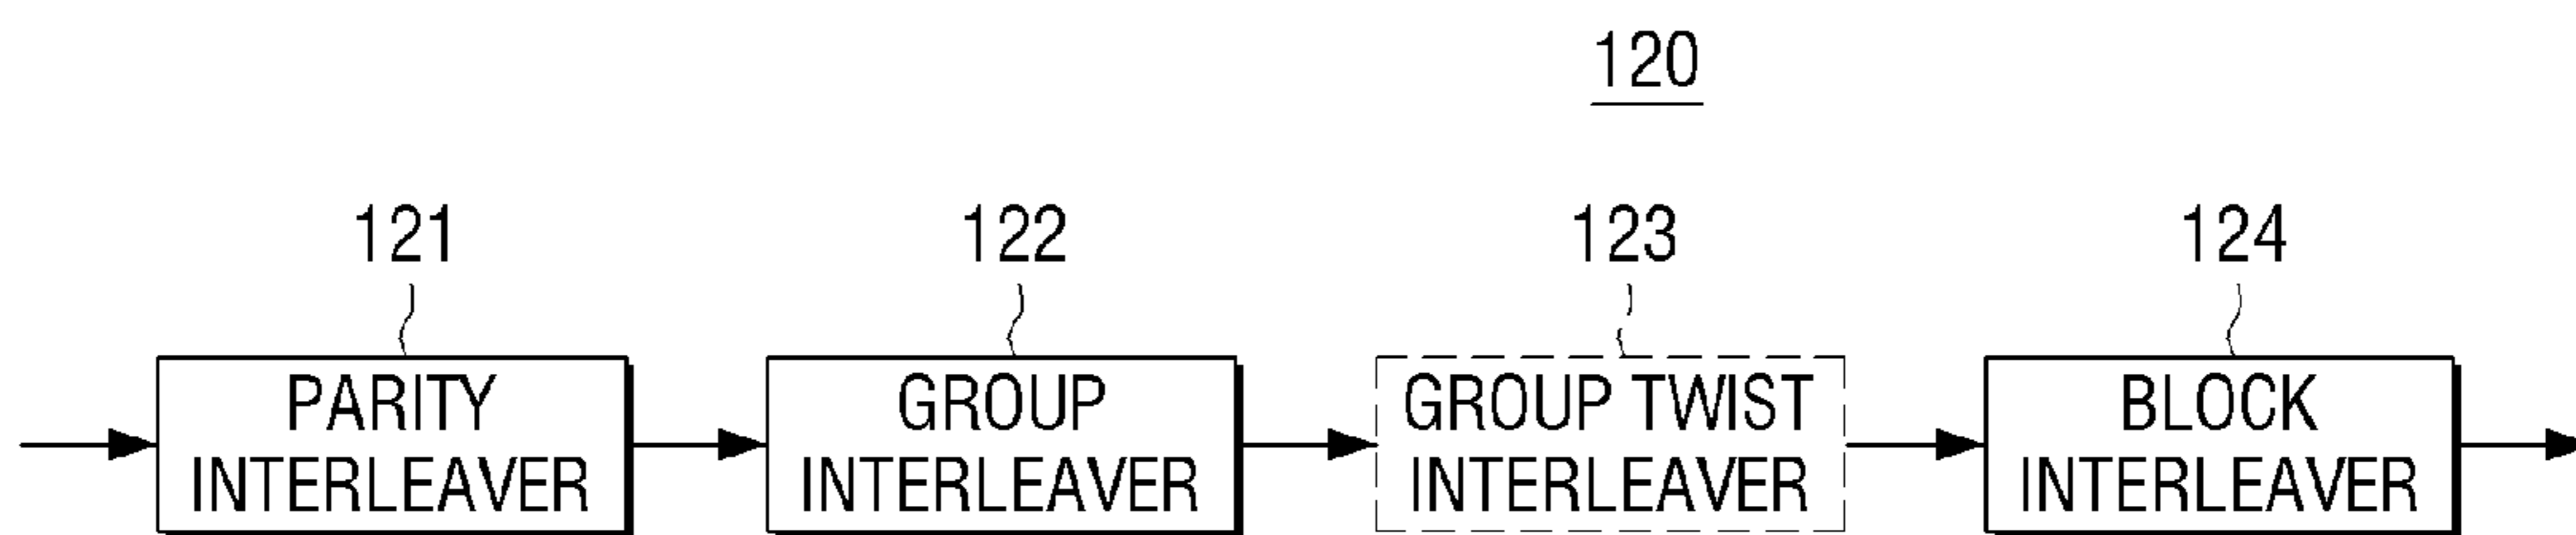 120
121
122
123
124
PARITY
INTERLEAVER
GROUP
INTERLEAVER
GROUP TWIST
INTERLEAVER
BLOCK
INTERLEAVER